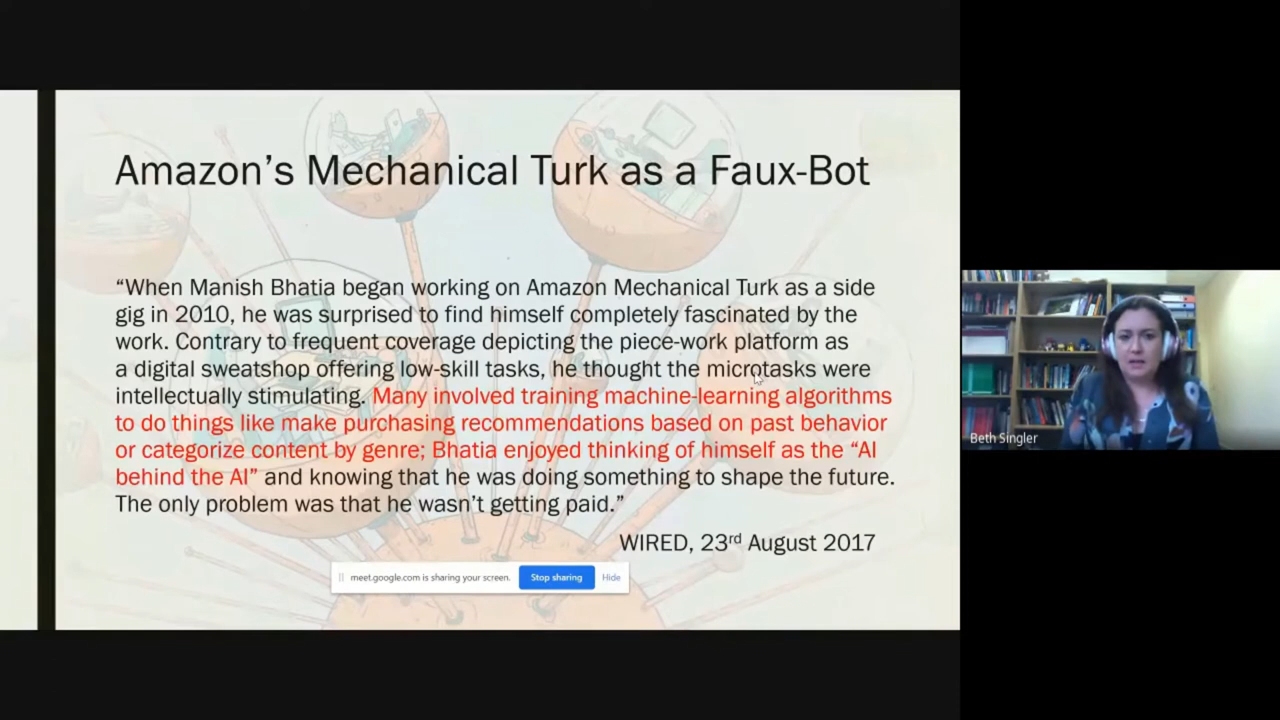 Amazon’s Mechanical Turk as a Faux-Bot
“When Manish Bhatia began working on Amazon Mechanical Turk as a side
gig in 2010, he was surprised to find himself completely fascinated by the
work. Contrary to frequent coverage depicting the piece-work platform as
a digital sweatshop offering low-skill tasks, he thought the microtasks were
intellectually stimulating. Many involved training machine-learning algorithms
to do things like make purchasing recommendations based on past behavior
or categorize content by genre; Bhatia enjoyed thinking of himself as the “AI
behind the AI” and knowing that he was doing something to shape the future.
The only problem was that he wasn’t getting paid.”
WIRED, 23rd August 2017
meet.google.com is sharing your screen.
Stop sharing
Hide
Beth Singler